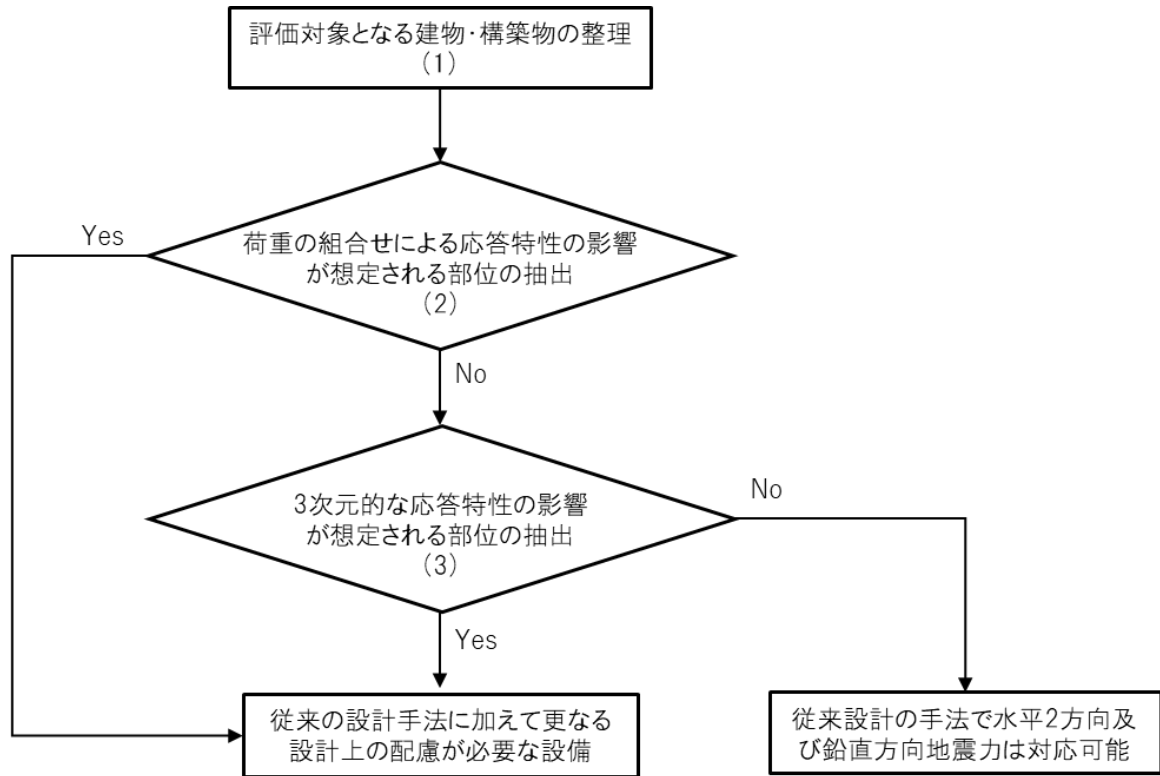 評価対象となる建物・構築物の整理
(1)
Yes
荷重の組合せによる応答特性の影響
が想定される部位の抽出
(2)
No
3次元的な応答特性の影響
が想定される部位の抽出
(3)
No
Yes
従来の設計手法に加えて更なる
設計上の配慮が必要な設備
従来設計の手法で水平2方向及
び鉛直方向地震力は対応可能